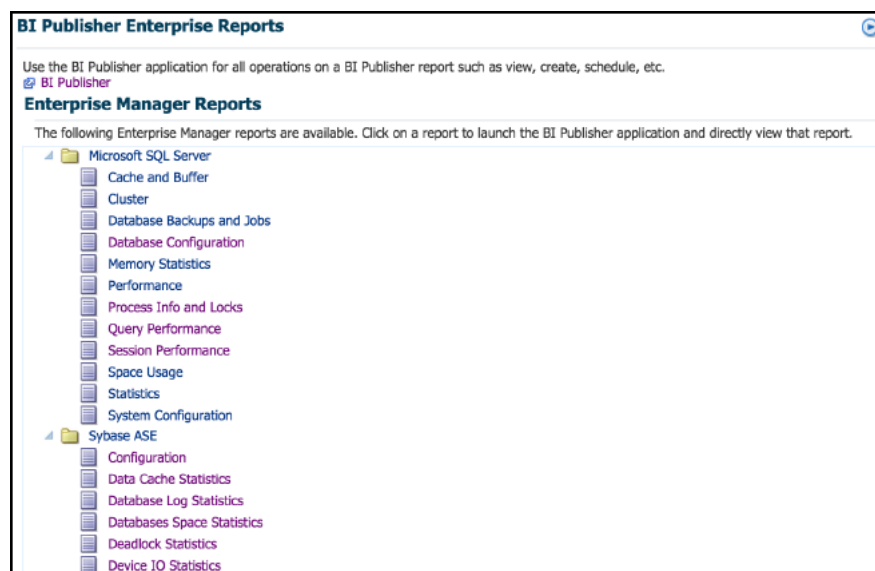 BI Publisher Enterprise Reports
Use the BI Publisher application for all operations on a BI Publisher report such as view, create, schedule, etc.
BI Publisher
Enterprise Manager Reports
The following Enterprise Manager reports are available. Click on a report to launch the BI Publisher application and directly view that report.
Microsoft SQL Server
Cache and Buffer
Cluster
Database Backups and Jobs
Database Configuration
Memory Statistics
Performance
Process Info and Locks
Query Performance
Session Performance
Space Usage
Statistics
System Configuration
Sybase ASE
Configuration
Data Cache Statistics
Database Log Statistics
Databases Space Statistics
Deadlock Statistics
Device IO Statistics